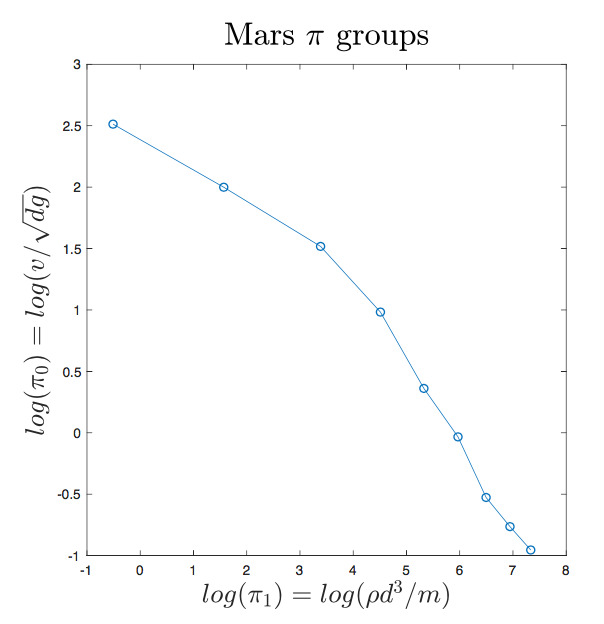 Mars π groups
3
2.5
2
1.5
1
0.5
0
-0.5
-1
log(π₀) = log(v/√dg)
-1 0 1 2 3 4 5 6 7 8
log(π₁) = log(ρd³/m)